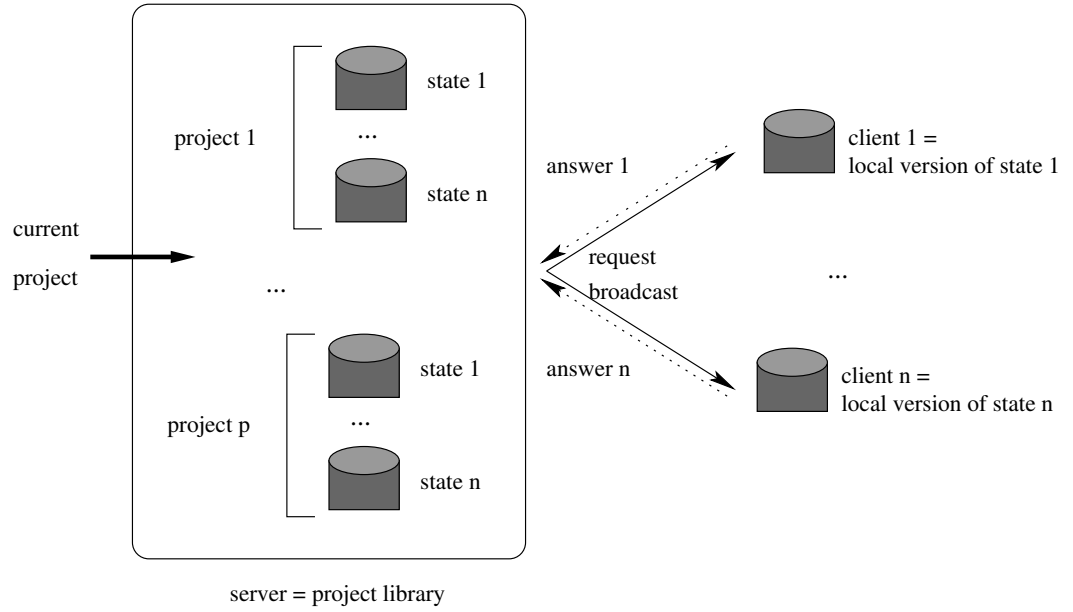 state 1
project 1
...
state n
current
project
...
state 1
project p
...
state n
server = project library
answer 1
request
broadcast
answer n
client 1 =
local version of state 1
...
client n =
local version of state n